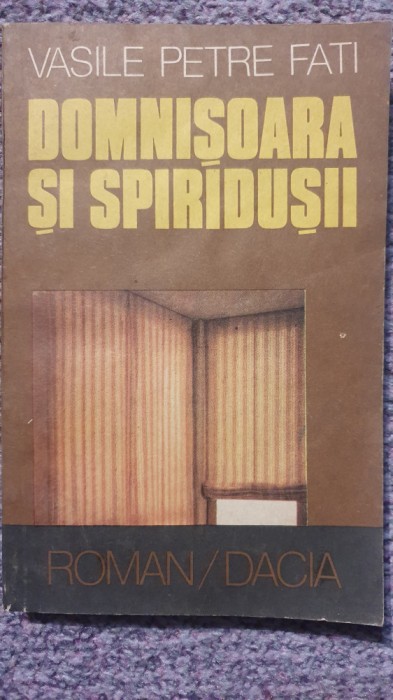 VASILE PETRE FATI
DOMNIȘOARA
ȘI SPIRIDUȘII
ROMAN/DACIA